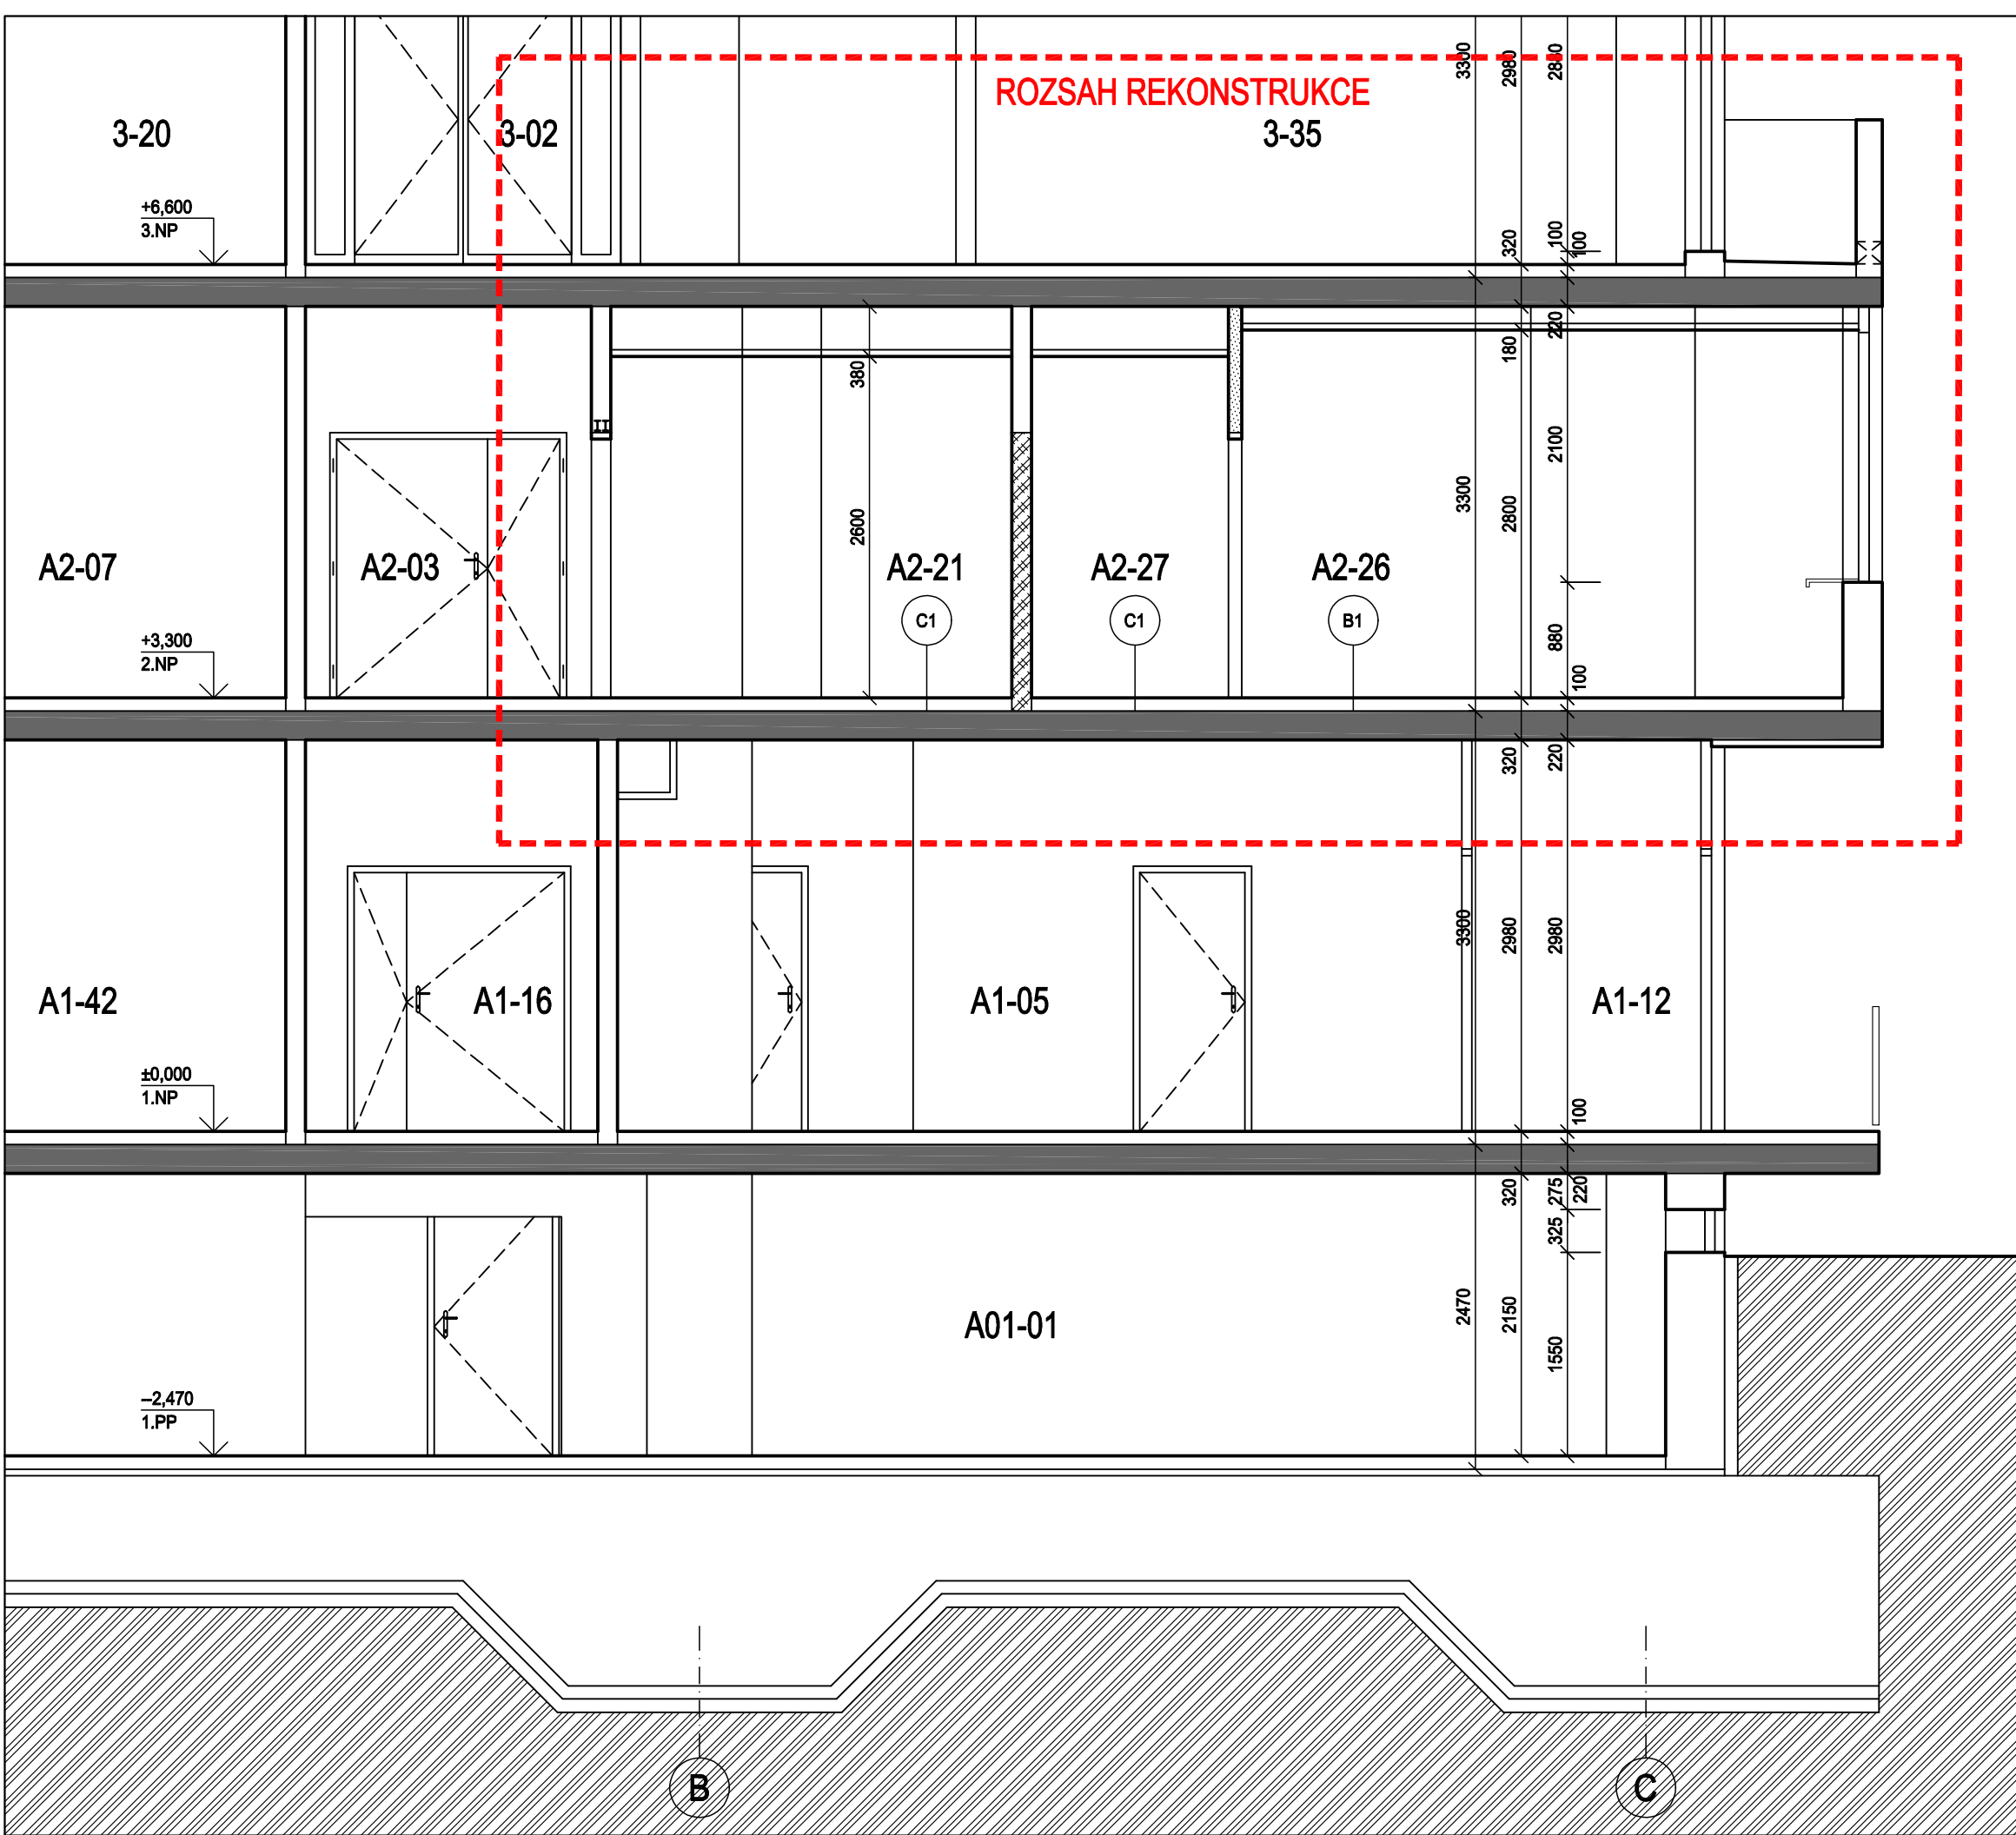 3300
2980
2880
ROZSAH REKONSTRUKCE
3-20
3-02
3-35
+6,600
3.NP
320
100
100
380
180
220
2100
3300
2800
2600
A2-07
A2-03
A2-21
A2-27
A2-26
C1
C1
B1
+3,300
2.NP
880
100
320
220
3300
2980
2980
A1-42
A1-16
A1-05
A1-12
±0,000
1.NP
100
320
275
220
325
2470
2150
1550
A01-01
–2,470
1.PP
B
C